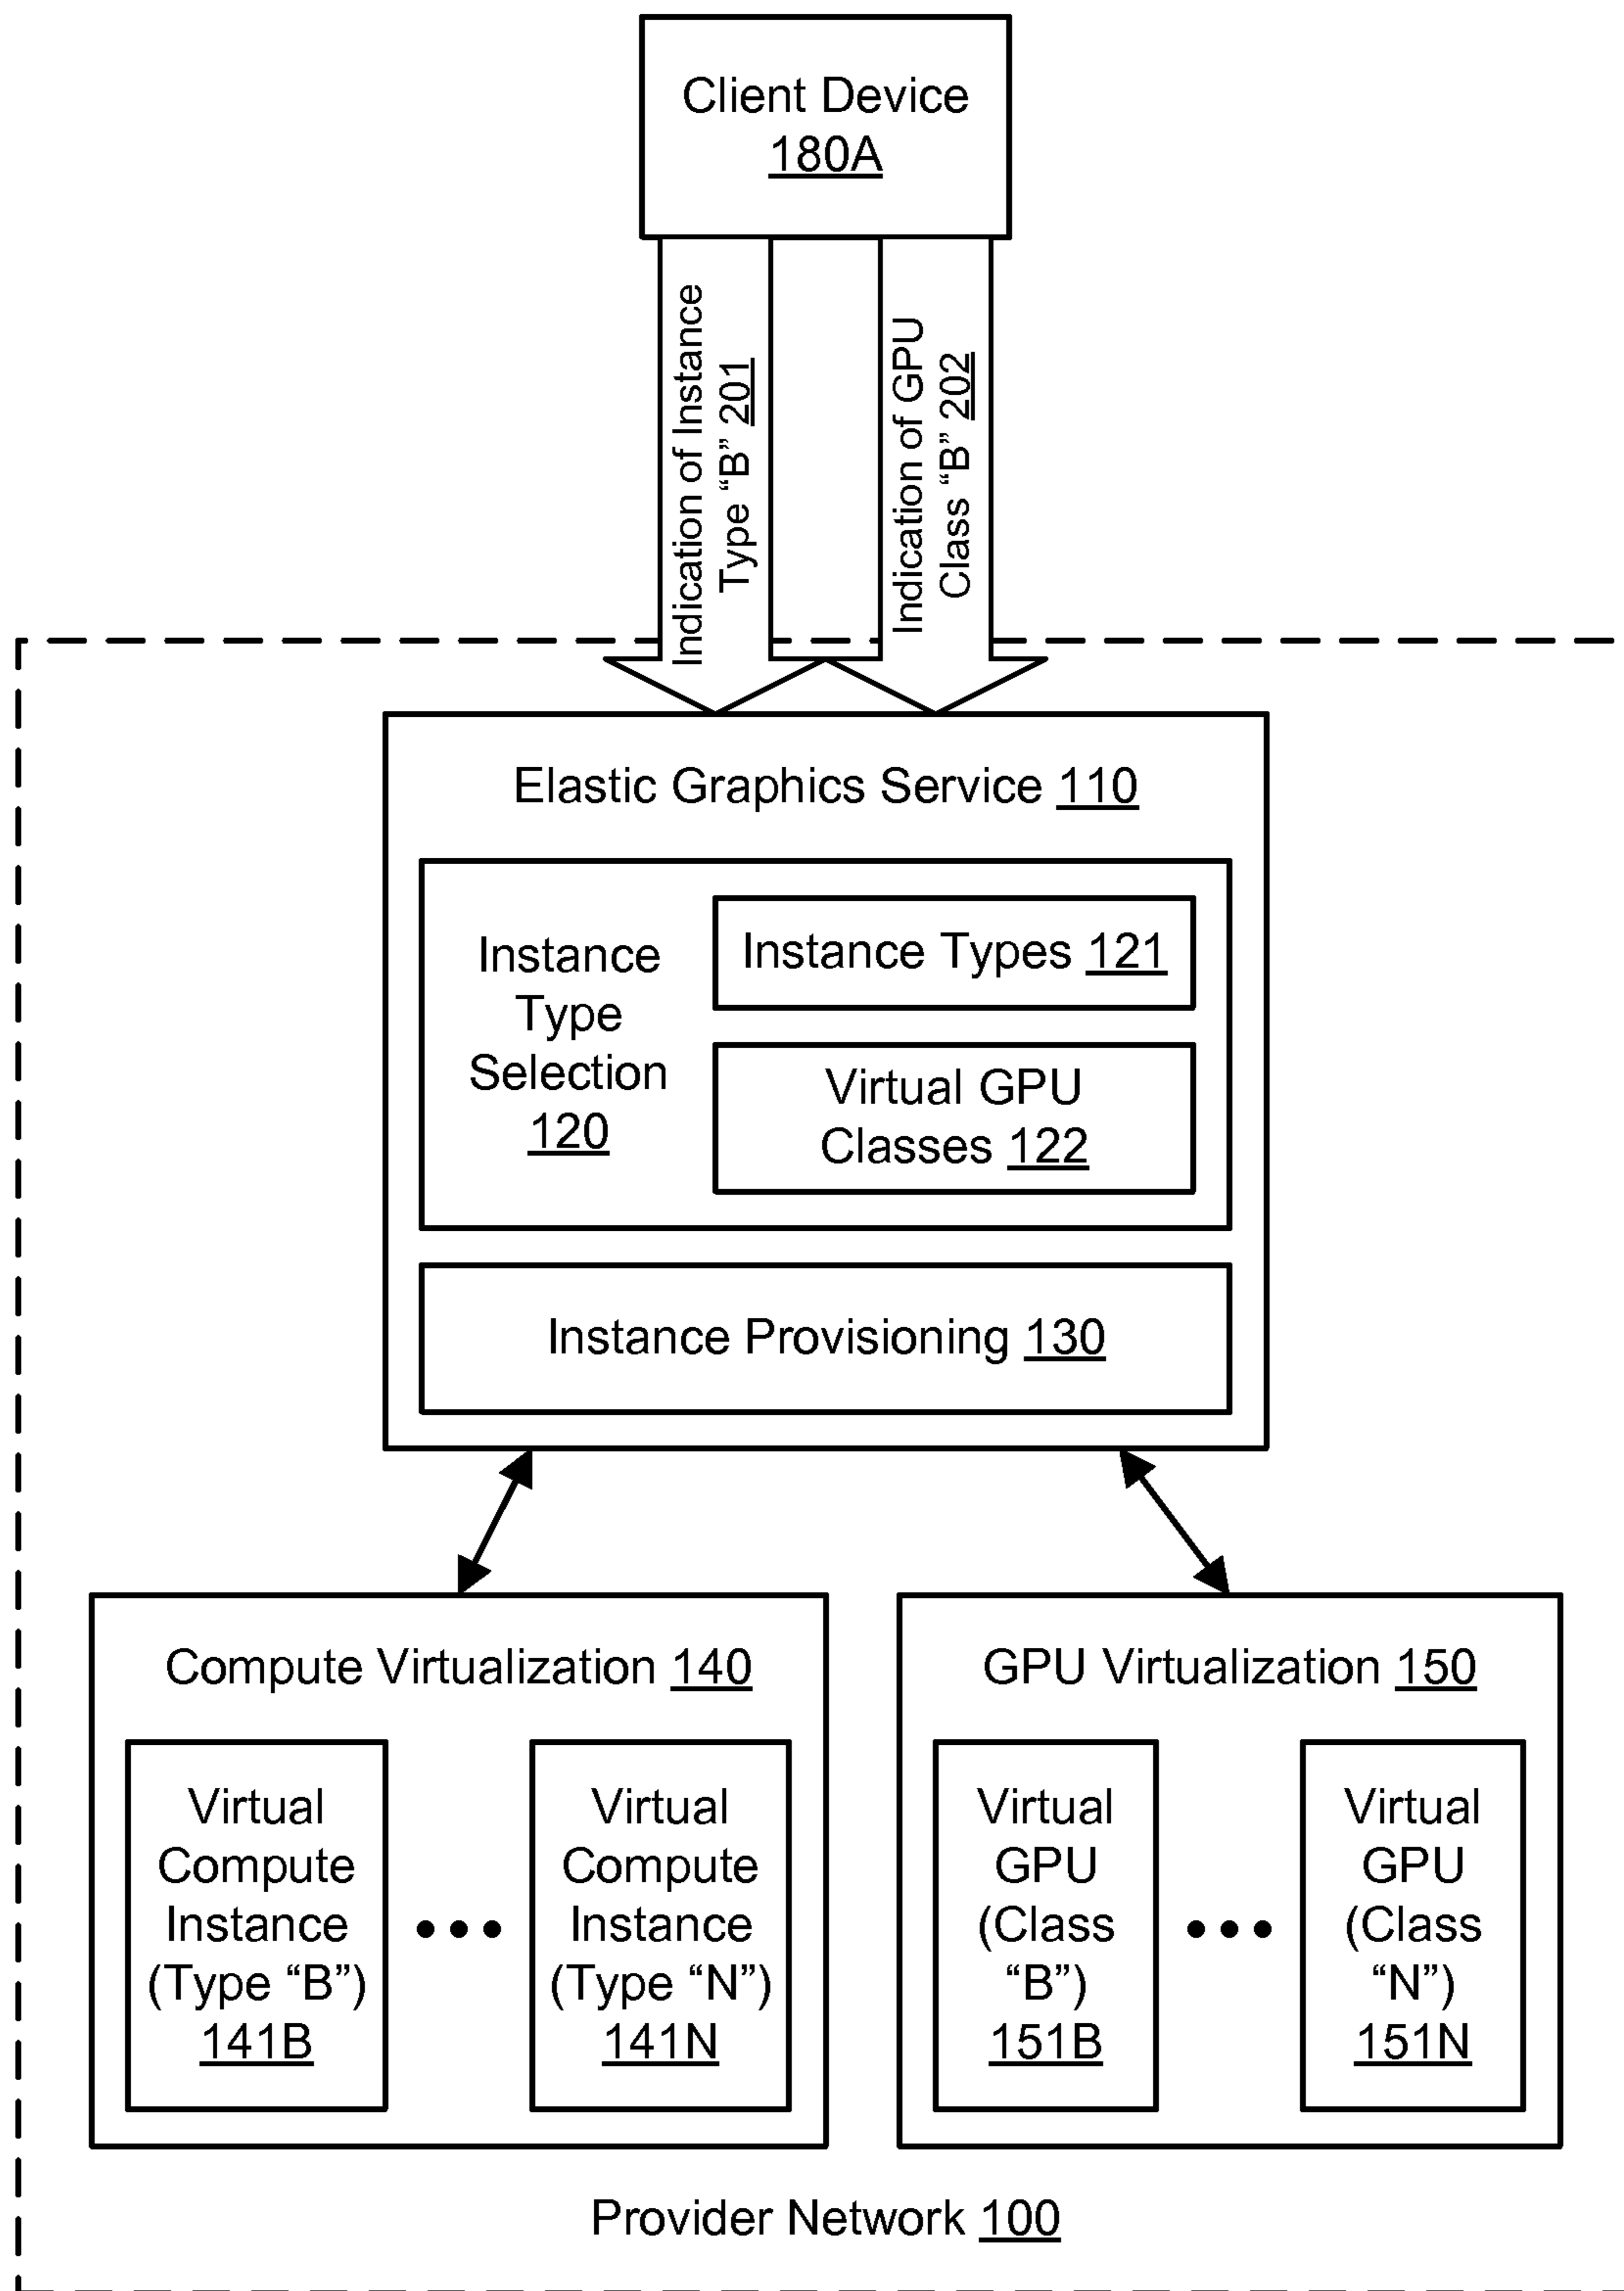 Client Device
180A
Indication of Instance
Type “B” 201
Indication of GPU
Class “B” 202
Elastic Graphics Service 110
Instance
Type
Selection
120
Instance Types 121
Virtual GPU
Classes 122
Instance Provisioning 130
Compute Virtualization 140
Virtual
Compute
Instance
(Type “B”)
141B
Virtual
Compute
Instance
(Type “N”)
141N
GPU Virtualization 150
Virtual
GPU
(Class
“B”)
151B
Virtual
GPU
(Class
“N”)
151N
Provider Network 100